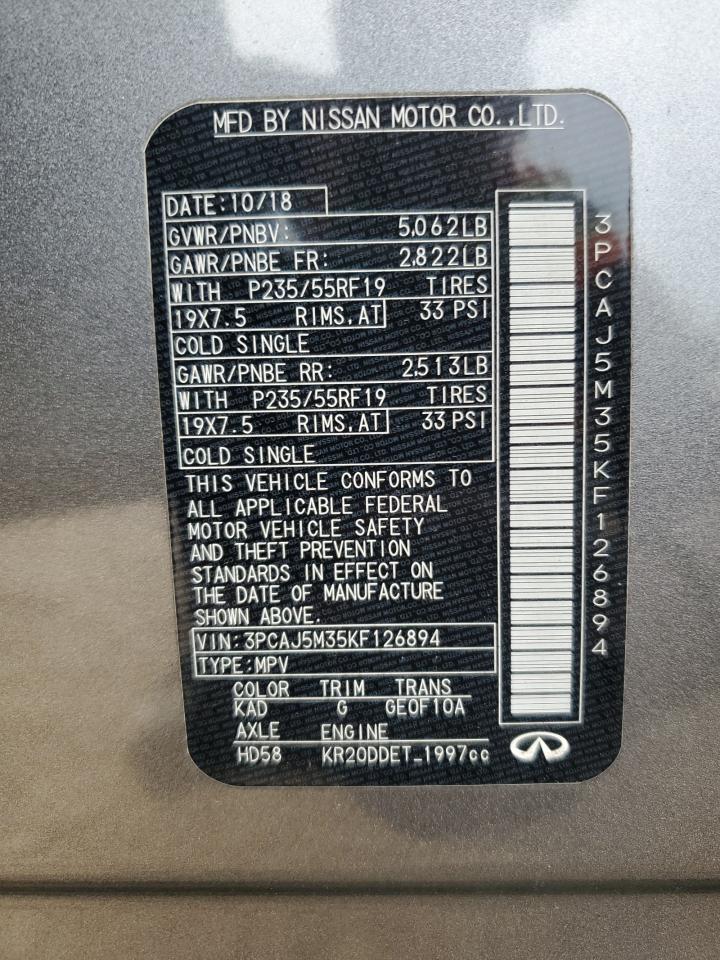 MFD BY NISSAN MOTOR CO.,LTD.
DATE:10/18
GVWR/PNBV: 5,062LB
GAWR/PNBE FR: 2,822LB
WITH P235/55RF19 TIRES
19X7.5 RIMS,AT 33 PSI
COLD SINGLE
GAWR/PNBE RR: 2,513LB
WITH P235/55RF19 TIRES
19X7.5 RIMS,AT 33 PSI
COLD SINGLE
THIS VEHICLE CONFORMS TO
ALL APPLICABLE FEDERAL
MOTOR VEHICLE SAFETY
AND THEFT PREVENTION
STANDARDS IN EFFECT ON
THE DATE OF MANUFACTURE
SHOWN ABOVE.
VIN:3PCAJ5M35KF126894
TYPE:MPV
COLOR TRIM TRANS
KAD G GE0F10A
AXLE ENGINE
HD58 KR20DDET_1997cc
3PCAJ5M35KF126894